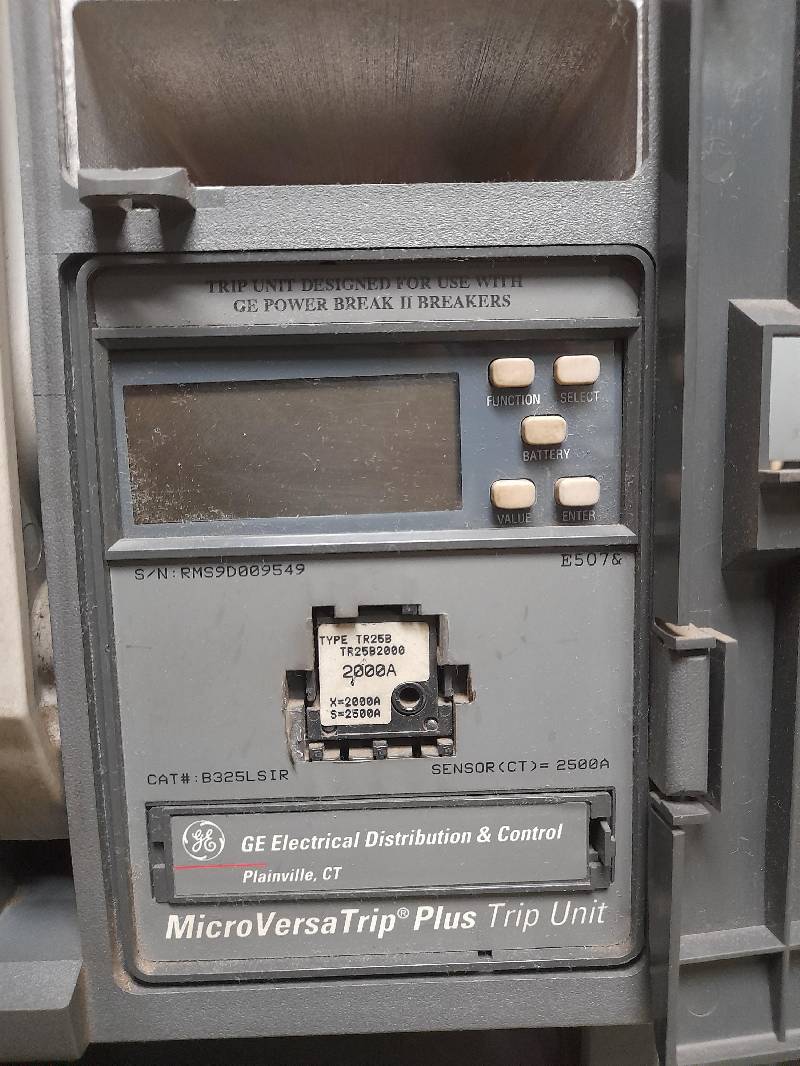 TRIP UNIT DESIGNED FOR USE WITH
GE POWER BREAK II BREAKERS
FUNCTION SELECT
BATTERY
VALUE ENTER
S/N:RMS9D009549 E507&
TYPE TR25B
TR25B2000
2000A
X=2000A
S=2500A
CAT#:B325LSIR SENSOR(CT)= 2500A
GE GE Electrical Distribution & Control
Plainville, CT
MicroVersaTrip® Plus Trip Unit